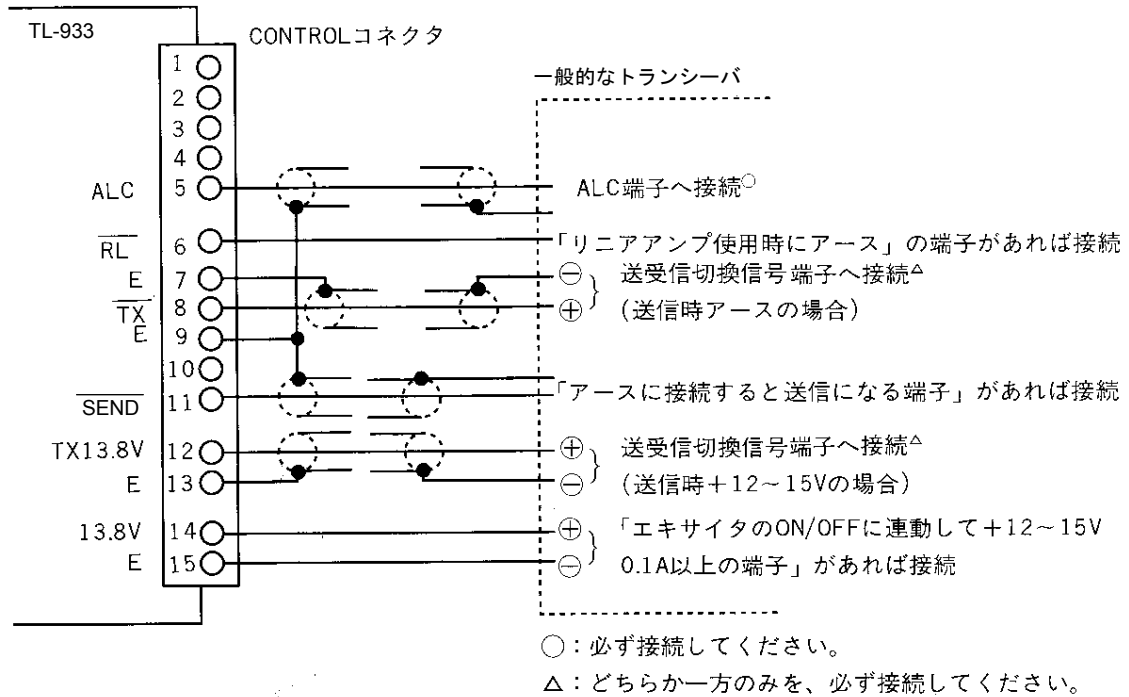 TL-933
CONTROLコネクタ
一般的なトランシーバ
1
2
3
4
ALC 5 ALC端子へ接続○
RL 6 「リニアアンプ使用時にアース」の端子があれば接続
E 7 ⊖ 送受信切換信号端子へ接続△
TX 8 ⊕ (送信時アースの場合)
E 9
10
SEND 11 「アースに接続すると送信になる端子」があれば接続
TX13.8V 12 ⊕ 送受信切換信号端子へ接続△
E 13 ⊖ (送信時+12~15Vの場合)
13.8V 14 ⊕ 「エキサイタのON/OFFに連動して+12~15V
E 15 ⊖ 0.1A以上の端子」があれば接続
○:必ず接続してください。
△:どちらか一方のみを、必ず接続してください。